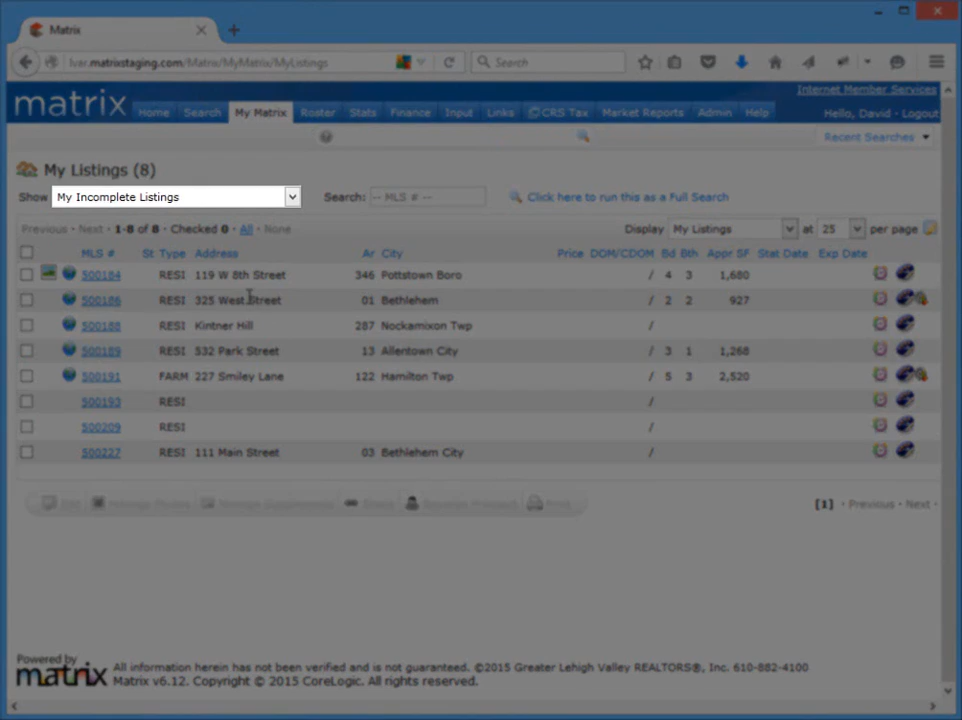 Matrix
lvar.matrixstaging.com/Matrix/MyMatrix/MyListings
Search
Internet Member Services
matrix
Home Search My Matrix Roster Stats Finance Input Links CRS Tax Market Reports Admin Help
Hello, David · Logout
Recent Searches
My Listings (8)
Show My Incomplete Listings Search: -- MLS # -- Click here to run this as a Full Search
Previous · Next · 1-8 of 8 · Checked 0 · All · None Display My Listings at 25 per page
MLS # St Type Address Ar City Price DOM/CDOM Bd Bth Appr SF Stat Date Exp Date
500184 RESI 119 W 8th Street 346 Pottstown Boro / 4 3 1,680
500186 RESI 325 West Street 01 Bethlehem / 2 2 927
500188 RESI Kintner Hill 287 Nockamixon Twp /
500189 RESI 532 Park Street 13 Allentown City / 3 1 1,268
500191 FARM 227 Smiley Lane 122 Hamilton Twp / 5 3 2,520
500193 RESI /
500209 RESI /
500227 RESI 111 Main Street 03 Bethlehem City /
[1] · Previous · Next ·
Powered by
matrix
All information herein has not been verified and is not guaranteed. ©2015 Greater Lehigh Valley REALTORS®, Inc. 610-882-4100
Matrix v6.12. Copyright © 2015 CoreLogic. All rights reserved.